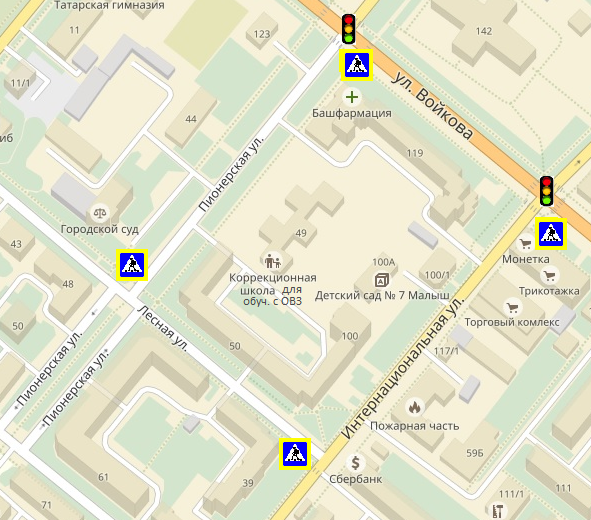 Татарская гимназия
11
123
142
11/1
ул. Войкова
Башфармация
44
иб
119
Пионерская ул.
Городской суд
49
43
Монетка
Коррекционная
школа для
обуч. с ОВЗ
100А
100/1
Детский сад № 7 Малыш
Трикотажка
48
Торговый комлекс
50
Лесная ул.
50
100
117/1
Интернациональная ул.
Пионерская ул.
Пионерская ул.
Пожарная часть
59Б
Сбербанк
61
39
111/1
111
71